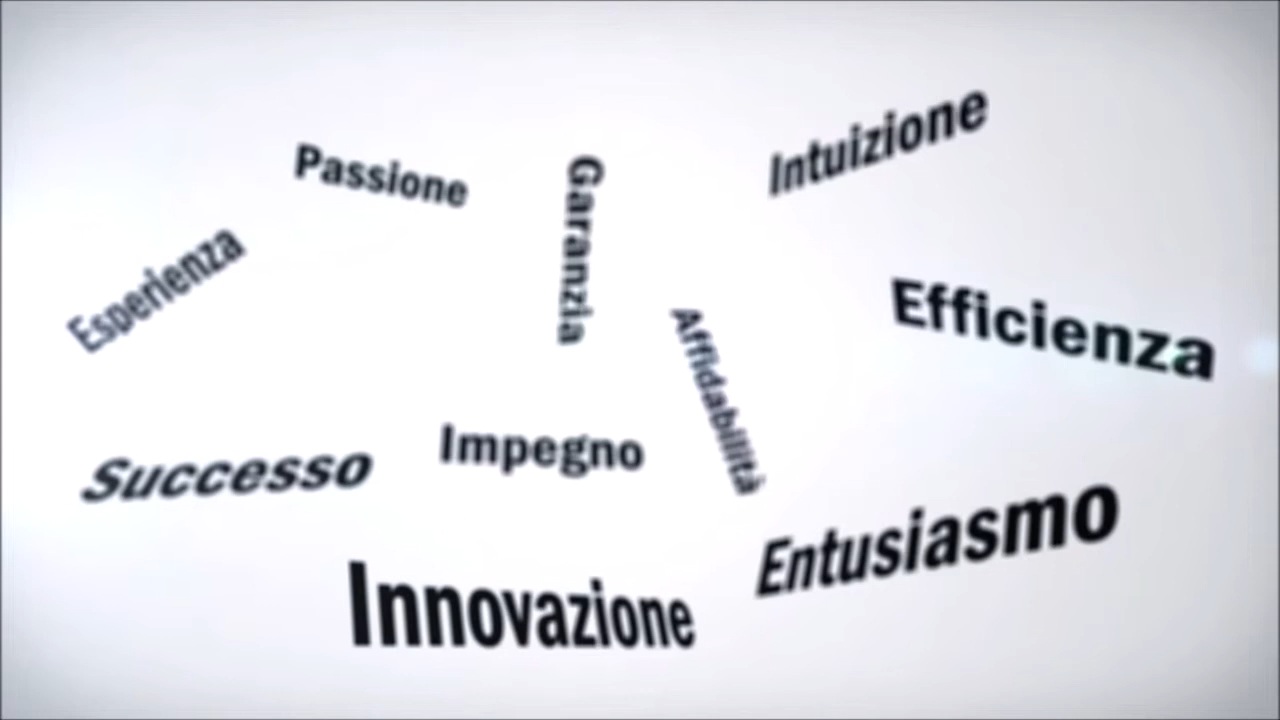 Intuizione
Passione
Garanzia
Esperienza
Efficienza
Affidabilità
Impegno
Successo
Entusiasmo
Innovazione